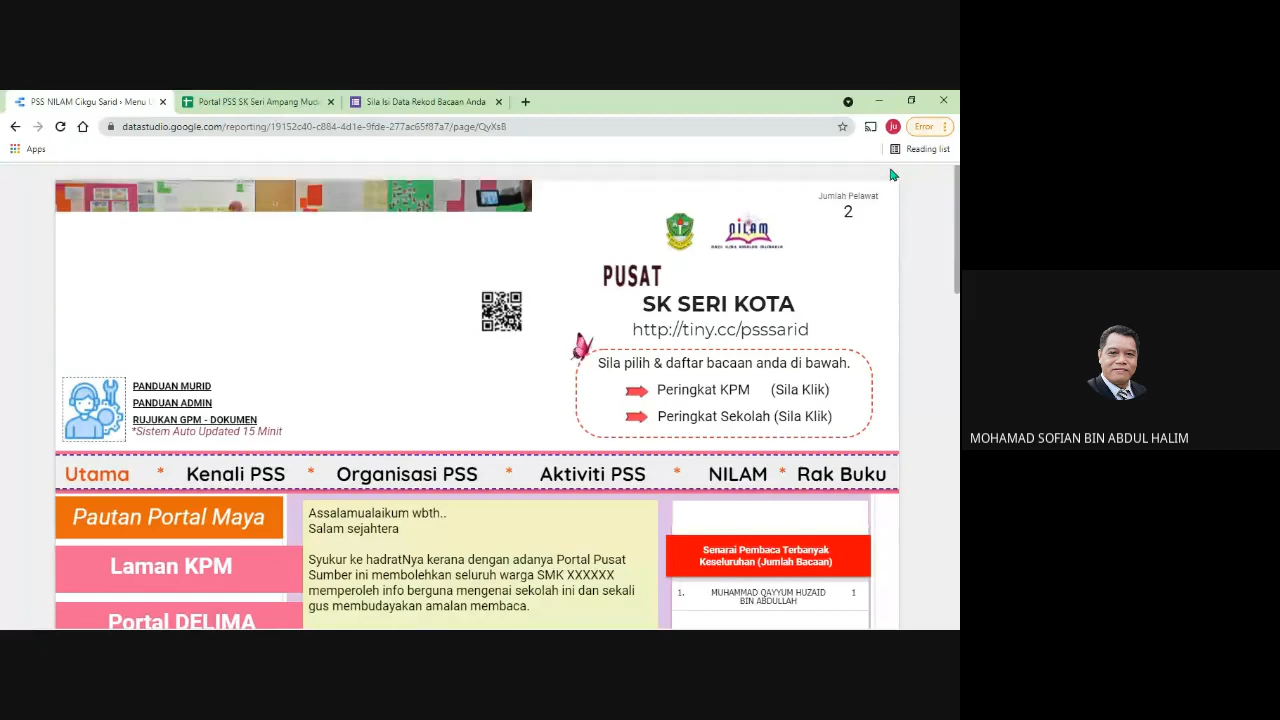 PSS NILAM Cikgu Sarid › Menu U
Portal PSS SK Seri Ampang Muda
Sila Isi Data Rekod Bacaan Anda
datastudio.google.com/reporting/19152c40-c884-4d1e-9fde-277ac65f87a7/page/QyXsB
ju
Error
Apps
Reading list
Jumlah Pelawat
2
NILAM
PUSAT
SK SERI KOTA
http://tiny.cc/psssarid
Sila pilih & daftar bacaan anda di bawah.
Peringkat KPM (Sila Klik)
Peringkat Sekolah (Sila Klik)
PANDUAN MURID
PANDUAN ADMIN
RUJUKAN GPM - DOKUMEN
*Sistem Auto Updated 15 Minit
MOHAMAD SOFIAN BIN ABDUL HALIM
Utama * Kenali PSS * Organisasi PSS * Aktiviti PSS * NILAM * Rak Buku
Pautan Portal Maya
Laman KPM
Portal DELIMA
Assalamualaikum wbth..
Salam sejahtera
Syukur ke hadratNya kerana dengan adanya Portal Pusat
Sumber ini membolehkan seluruh warga SMK XXXXXX
memperoleh info berguna mengenai sekolah ini dan sekali
gus membudayakan amalan membaca.
Senarai Pembaca Terbanyak
Keseluruhan (Jumlah Bacaan)
1. MUHAMMAD QAYYUM HUZAID 1
BIN ABDULLAH